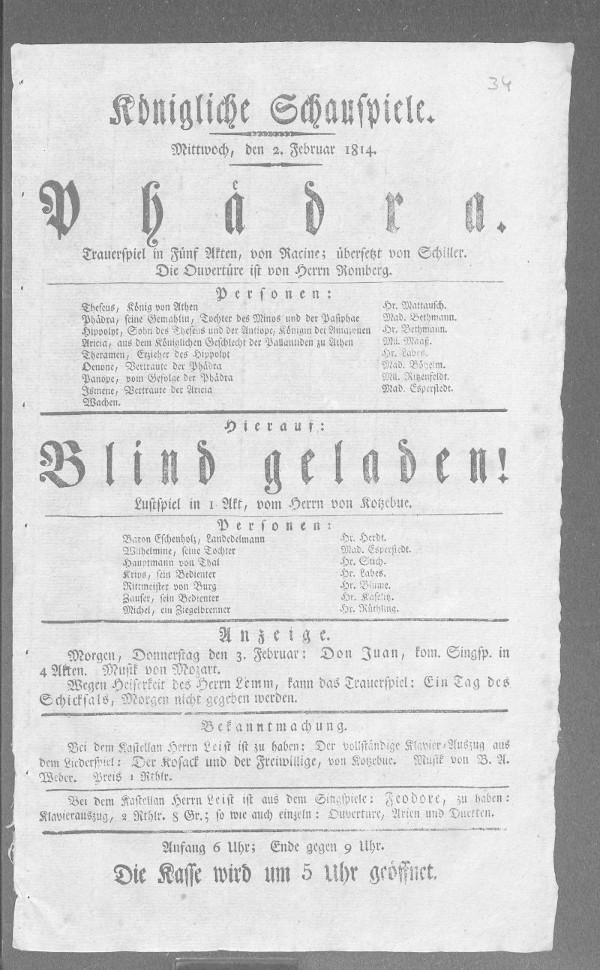 34
Königliche Schauspiele.
Mittwoch, den 2. Februar 1814.
Phädra.
Trauerspiel in Fünf Akten, von Racine; übersetzt von Schiller.
Die Ouvertüre ist von Herrn Romberg.
Personen:
Theseus, König von Athen Hr. Mattausch.
Phädra, seine Gemahlin, Tochter des Minos und der Pasiphae Mad. Bethmann.
Hippolyt, Sohn des Theseus und der Antiope, Königin der Amazonen Hr. Bethmann.
Aricia, aus dem Königlichen Geschlecht der Pallantiden zu Athen Mll. Maaß.
Theramen, Erzieher des Hippolyt Hr. Labes.
Oenone, Vertraute der Phädra Mad. Böheim.
Panope, vom Gefolge der Phädra Mll. Ritzenfeldt.
Ismene, Vertraute der Aricia Mad. Esperstedt.
Wachen.
Hierauf:
Blind geladen!
Lustspiel in 1 Akt, vom Herrn von Kotzebue.
Personen:
Baron Eschenholz, Landedelmann Hr. Herdt.
Wilhelmine, seine Tochter Mad. Esperstedt.
Hauptmann von Thal Hr. Stich.
Krips, sein Bedienter Hr. Labes.
Rittmeister von Burg Hr. Blume.
Zauser, sein Bedienter Hr. Kaselitz.
Michel, ein Ziegelbrenner Hr. Rüthling.
Anzeige.
Morgen, Donnerstag den 3. Februar: Don Juan, kom. Singsp. in
4 Akten. Musik von Mozart.
Wegen Heiserkeit des Herrn Lemm, kann das Trauerspiel: Ein Tag des
Schicksals, Morgen nicht gegeben werden.
Bekanntmachung.
Bei dem Kastellan Herrn Leist ist zu haben: Der vollständige Klavier-Auszug aus
dem Liederspiel: Der Kosack und der Freiwillige, von Kotzebue. Musik von B. A.
Weber. Preis 1 Rthlr.
Bei dem Kastellan Herrn Leist ist aus dem Singspiele: Feodore, zu haben:
Klavierauszug, 2 Rthlr. 8 Gr.; so wie auch einzeln: Ouverture, Arien und Duetten.
Anfang 6 Uhr; Ende gegen 9 Uhr.
Die Kasse wird um 5 Uhr geöffnet.